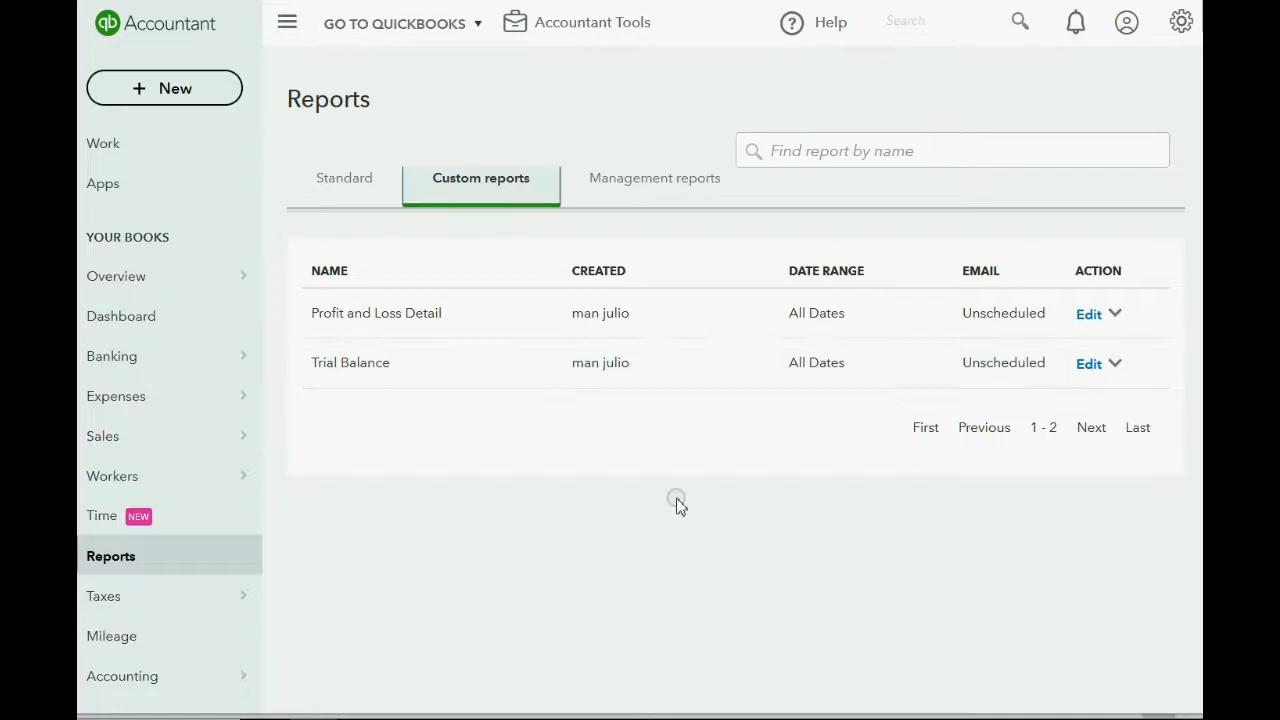 qb Accountant
GO TO QUICKBOOKS
Accountant Tools
? Help
Search
+ New
Work
Apps
YOUR BOOKS
Overview
Dashboard
Banking
Expenses
Sales
Workers
Time NEW
Reports
Taxes
Mileage
Accounting
Reports
Find report by name
Standard Custom reports Management reports
NAME CREATED DATE RANGE EMAIL ACTION
Profit and Loss Detail man julio All Dates Unscheduled Edit
Trial Balance man julio All Dates Unscheduled Edit
First Previous 1 - 2 Next Last